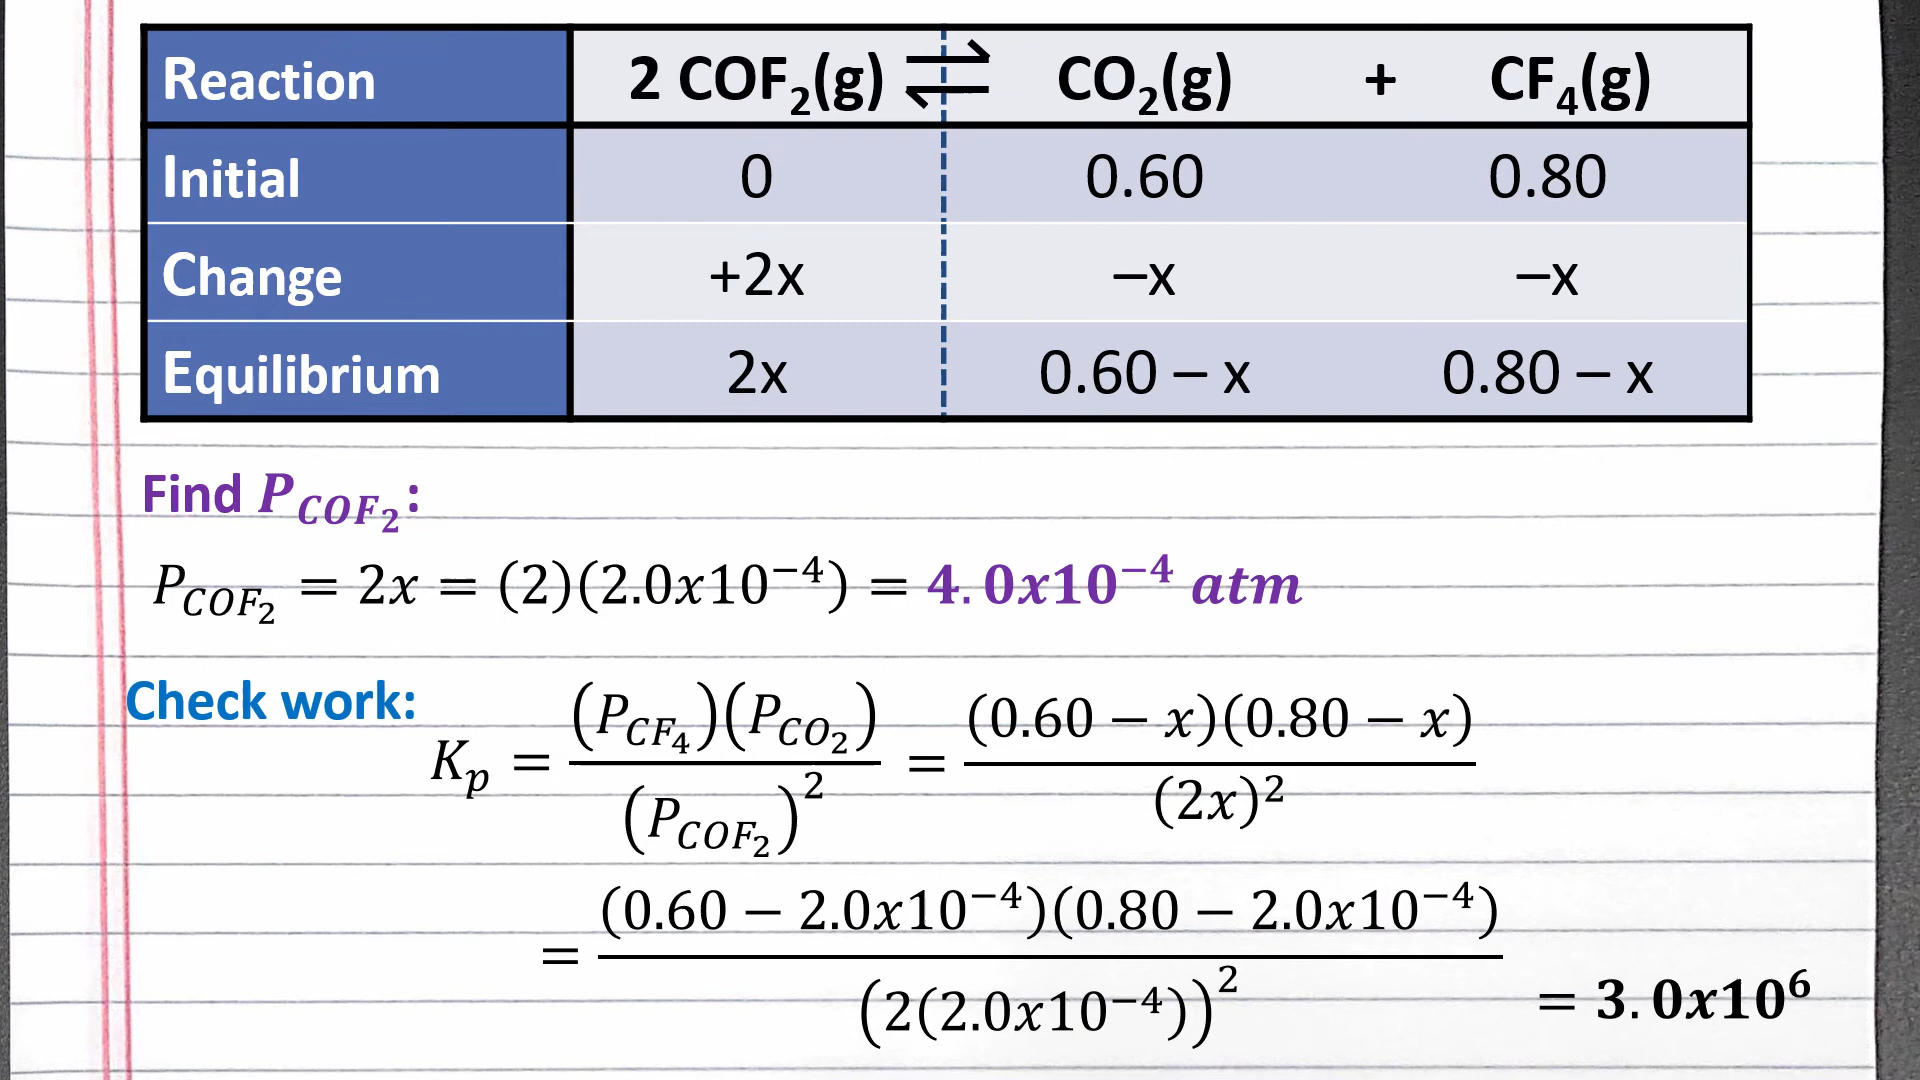 Reaction 2 COF₂(g) ⇌ CO₂(g) + CF₄(g)
Initial 0 0.60 0.80
Change +2x –x –x
Equilibrium 2x 0.60 – x 0.80 – x
Find P_COF₂:
P_COF₂ = 2x = (2)(2.0x10⁻⁴) = 4.0x10⁻⁴ atm
Check work:
K_p = (P_CF₄)(P_CO₂) / (P_COF₂)² = (0.60 − x)(0.80 − x) / (2x)²
= (0.60 − 2.0x10⁻⁴)(0.80 − 2.0x10⁻⁴) / (2(2.0x10⁻⁴))² = 3.0x10⁶